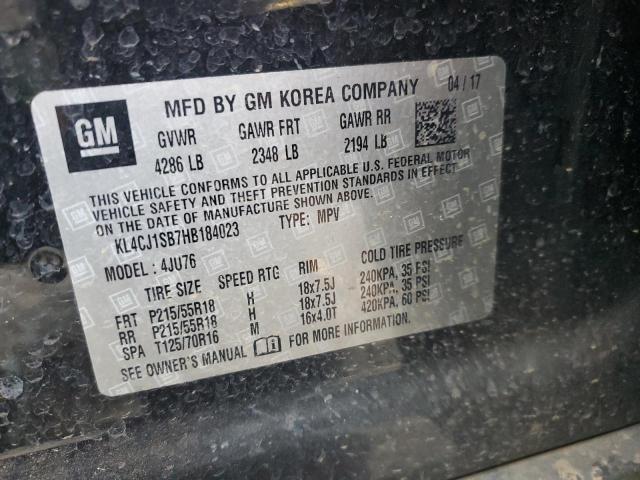 GM
MFD BY GM KOREA COMPANY 04 / 17
GVWR GAWR FRT GAWR RR
4286 LB 2348 LB 2194 LB
THIS VEHICLE CONFORMS TO ALL APPLICABLE U.S. FEDERAL MOTOR
VEHICLE SAFETY AND THEFT PREVENTION STANDARDS IN EFFECT
ON THE DATE OF MANUFACTURE SHOWN ABOVE.
KL4CJ1SB7HB184023 TYPE: MPV
MODEL : 4JU76
TIRE SIZE SPEED RTG RIM COLD TIRE PRESSURE
FRT P215/55R18 H 18x7.5J 240KPA, 35 PSI
RR P215/55R18 H 18x7.5J 240KPA, 35 PSI
SPA T125/70R16 M 16x4.0T 420KPA, 60 PSI
SEE OWNER'S MANUAL FOR MORE INFORMATION.